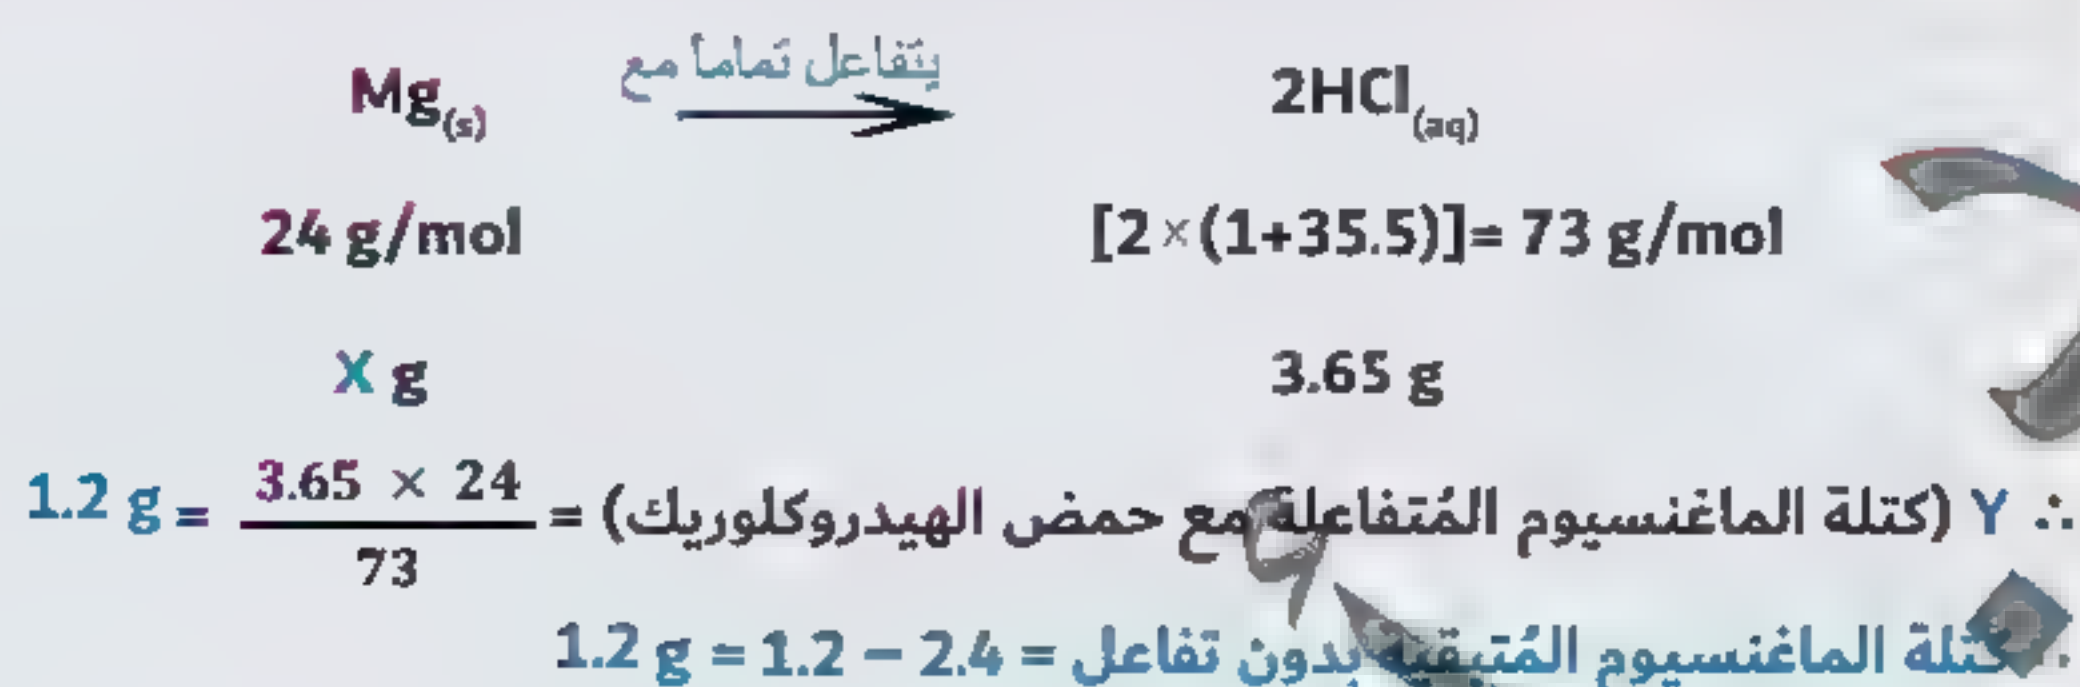 Mg(s) يتفاعل تماماً مع 2HCl(aq)
24 g/mol [2×(1+35.5)]= 73 g/mol
X g 3.65 g
∴ Y (كتلة الماغنسيوم المُتفاعلة مع حمض الهيدروكلوريك) = 3.65 × 24 / 73 = 1.2 g
كتلة الماغنسيوم المُتبقية بدون تفاعل = 2.4 − 1.2 = 1.2 g